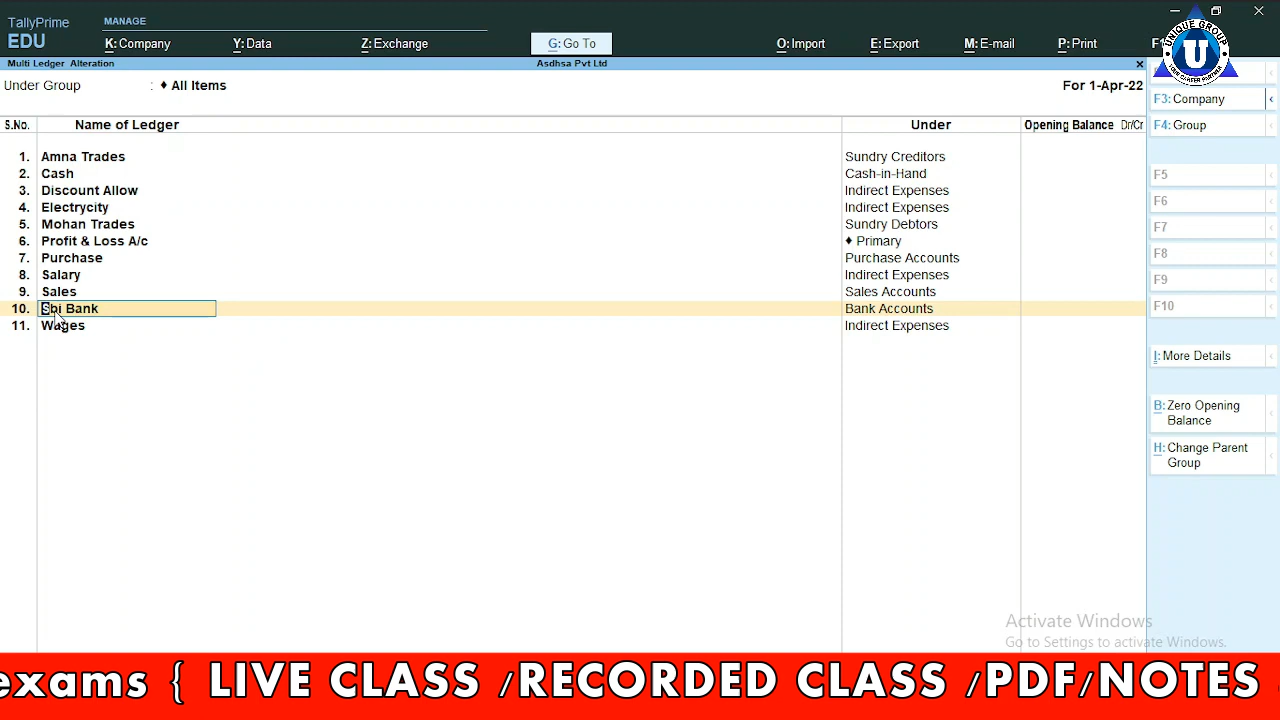 TallyPrime
EDU
MANAGE
K:Company
Y:Data
Z:Exchange
G:Go To
O:Import
E:Export
M:E-mail
P:Print
UNIQUE GROUP
U
YOUR CAREER PARTNER
Multi Ledger Alteration
Asdhsa Pvt Ltd
Under Group : ♦ All Items
For 1-Apr-22
S.No. Name of Ledger Under Opening Balance Dr/Cr
1. Amna Trades Sundry Creditors
2. Cash Cash-in-Hand
3. Discount Allow Indirect Expenses
4. Electrycity Indirect Expenses
5. Mohan Trades Sundry Debtors
6. Profit & Loss A/c ♦ Primary
7. Purchase Purchase Accounts
8. Salary Indirect Expenses
9. Sales Sales Accounts
10. Sbi Bank Bank Accounts
11. Wages Indirect Expenses
F3:Company
F4:Group
F5
F6
F7
F8
F9
F10
I:More Details
B:Zero Opening
Balance
H:Change Parent
Group
Activate Windows
Go to Settings to activate Windows.
exams { LIVE CLASS /RECORDED CLASS /PDF/NOTES